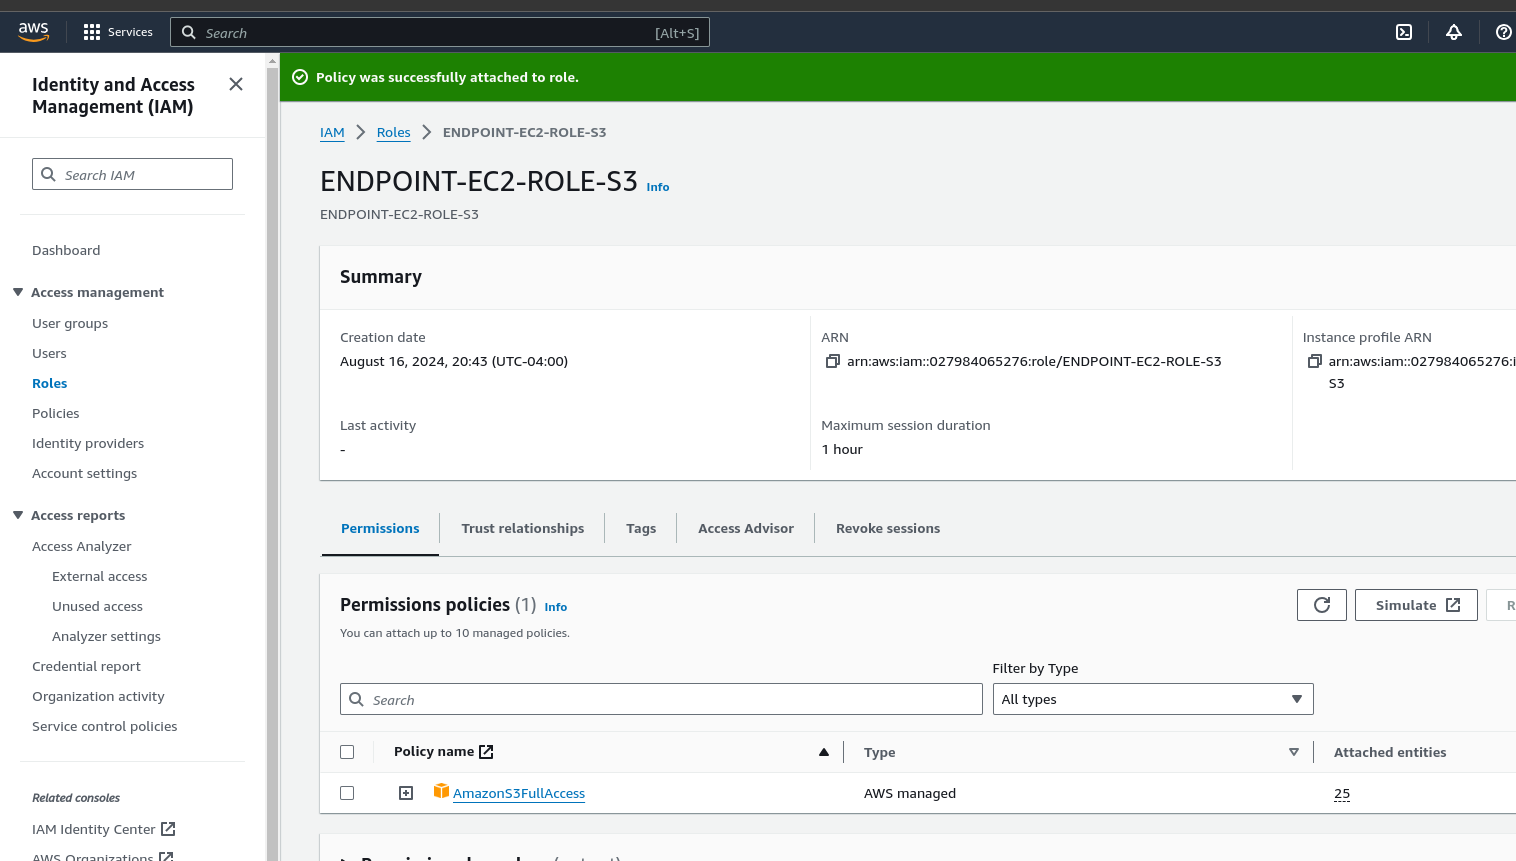 aws
Services
Search
[Alt+S]
Identity and Access
Management (IAM)
Search IAM
Dashboard
Access management
User groups
Users
Roles
Policies
Identity providers
Account settings
Access reports
Access Analyzer
External access
Unused access
Analyzer settings
Credential report
Organization activity
Service control policies
Related consoles
IAM Identity Center
AWS Organizations
Policy was successfully attached to role.
IAM > Roles > ENDPOINT-EC2-ROLE-S3
ENDPOINT-EC2-ROLE-S3 Info
ENDPOINT-EC2-ROLE-S3
Summary
Creation date
August 16, 2024, 20:43 (UTC-04:00)
ARN
arn:aws:iam::027984065276:role/ENDPOINT-EC2-ROLE-S3
Instance profile ARN
arn:aws:iam::027984065276:i
S3
Last activity
-
Maximum session duration
1 hour
Permissions
Trust relationships
Tags
Access Advisor
Revoke sessions
Permissions policies (1) Info
You can attach up to 10 managed policies.
Simulate
R
Filter by Type
Search
All types
Policy name
Type
Attached entities
AmazonS3FullAccess
AWS managed
25